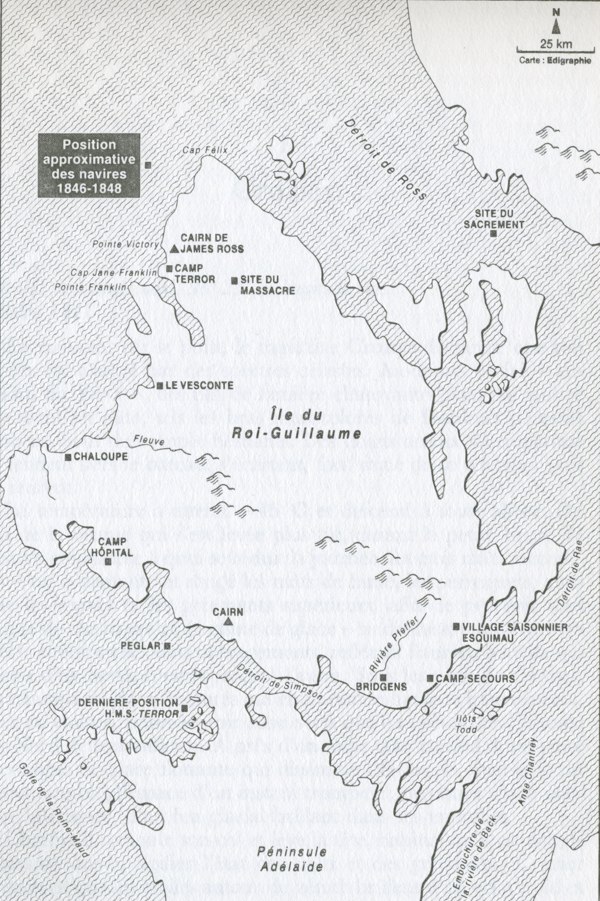 N
25 km
Carte : Edigraphie
Position
approximative
des navires
1846-1848
Cap Félix
Détroit de Ross
SITE DU
SACREMENT
Pointe Victory
CAIRN DE
JAMES ROSS
Cap Jane Franklin
CAMP
TERROR
Pointe Franklin
SITE DU
MASSACRE
LE VESCONTE
Île du
Roi-Guillaume
Fleuve
CHALOUPE
CAMP
HÔPITAL
Détroit de Rae
CAIRN
VILLAGE SAISONNIER
ESQUIMAU
PEGLAR
Rivière Pfeffer
Détroit de Simpson
BRIDGENS
CAMP SECOURS
DERNIÈRE POSITION
H.M.S. TERROR
Îlots
Todd
Anse Chantray
Golfe de la Reine-Maud
Péninsule
Adélaïde
Embouchure de
la rivière de Back